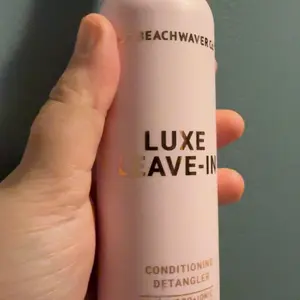 BEACHWAVER
LUXE
LEAVE-IN
CONDITIONING
DETANGLER